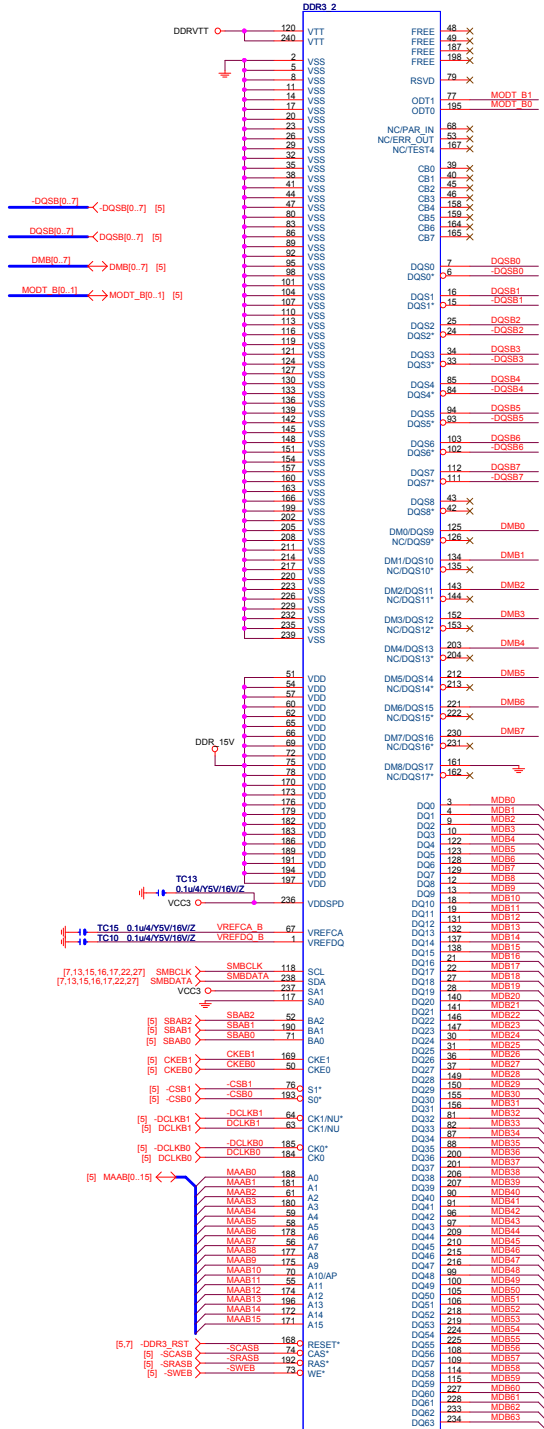 DDR3_2
DDRVTT
120 VTT
240 VTT
2 VSS
5 VSS
8 VSS
11 VSS
14 VSS
17 VSS
20 VSS
23 VSS
26 VSS
29 VSS
32 VSS
35 VSS
38 VSS
41 VSS
44 VSS
47 VSS
80 VSS
83 VSS
86 VSS
89 VSS
92 VSS
95 VSS
98 VSS
101 VSS
104 VSS
107 VSS
110 VSS
113 VSS
116 VSS
119 VSS
121 VSS
124 VSS
127 VSS
130 VSS
133 VSS
136 VSS
139 VSS
142 VSS
145 VSS
148 VSS
151 VSS
154 VSS
157 VSS
160 VSS
163 VSS
166 VSS
199 VSS
202 VSS
205 VSS
208 VSS
211 VSS
214 VSS
217 VSS
220 VSS
223 VSS
226 VSS
229 VSS
232 VSS
235 VSS
239 VSS
-DQSB[0..7] -DQSB[0..7] [5]
DQSB[0..7] DQSB[0..7] [5]
DMB[0..7] DMB[0..7] [5]
MODT_B[0..1] MODT_B[0..1] [5]
DDR_15V
51 VDD
54 VDD
57 VDD
60 VDD
62 VDD
65 VDD
66 VDD
69 VDD
72 VDD
75 VDD
78 VDD
170 VDD
173 VDD
176 VDD
179 VDD
182 VDD
183 VDD
186 VDD
189 VDD
191 VDD
194 VDD
197 VDD
TC13
0.1u/4/Y5V/16V/Z
VCC3 236 VDDSPD
TC15 0.1u/4/Y5V/16V/Z VREFCA_B 67 VREFCA
TC10 0.1u/4/Y5V/16V/Z VREFDQ_B 1 VREFDQ
[7,13,15,16,17,22,27] SMBCLK SMBCLK 118 SCL
[7,13,15,16,17,22,27] SMBDATA SMBDATA 238 SDA
VCC3 237 SA1
117 SA0
[5] SBAB2 SBAB2 52 BA2
[5] SBAB1 SBAB1 190 BA1
[5] SBAB0 SBAB0 71 BA0
[5] CKEB1 CKEB1 169 CKE1
[5] CKEB0 CKEB0 50 CKE0
[5] -CSB1 -CSB1 76 S1*
[5] -CSB0 -CSB0 193 S0*
[5] -DCLKB1 -DCLKB1 64 CK1/NU*
[5] DCLKB1 DCLKB1 63 CK1/NU
[5] -DCLKB0 -DCLKB0 185 CK0*
[5] DCLKB0 DCLKB0 184 CK0
[5] MAAB[0..15]
MAAB0 188 A0
MAAB1 181 A1
MAAB2 61 A2
MAAB3 180 A3
MAAB4 59 A4
MAAB5 58 A5
MAAB6 178 A6
MAAB7 56 A7
MAAB8 177 A8
MAAB9 175 A9
MAAB10 70 A10/AP
MAAB11 55 A11
MAAB12 174 A12
MAAB13 196 A13
MAAB14 172 A14
MAAB15 171 A15
[5,7] -DDR3_RST 168 RESET*
[5] -SCASB -SCASB 74 CAS*
[5] -SRASB -SRASB 192 RAS*
[5] -SWEB -SWEB 73 WE*
FREE 48
FREE 49
FREE 187
FREE 198
RSVD 79
ODT1 77 MODT_B1
ODT0 195 MODT_B0
NC/PAR_IN 68
NC/ERR_OUT 53
NC/TEST4 167
CB0 39
CB1 40
CB2 45
CB3 46
CB4 158
CB5 159
CB6 164
CB7 165
DQS0 7 DQSB0
DQS0* 6 -DQSB0
DQS1 16 DQSB1
DQS1* 15 -DQSB1
DQS2 25 DQSB2
DQS2* 24 -DQSB2
DQS3 34 DQSB3
DQS3* 33 -DQSB3
DQS4 85 DQSB4
DQS4* 84 -DQSB4
DQS5 94 DQSB5
DQS5* 93 -DQSB5
DQS6 103 DQSB6
DQS6* 102 -DQSB6
DQS7 112 DQSB7
DQS7* 111 -DQSB7
DQS8 43
DQS8* 42
DM0/DQS9 125 DMB0
NC/DQS9* 126
DM1/DQS10 134 DMB1
NC/DQS10* 135
DM2/DQS11 143 DMB2
NC/DQS11* 144
DM3/DQS12 152 DMB3
NC/DQS12* 153
DM4/DQS13 203 DMB4
NC/DQS13* 204
DM5/DQS14 212 DMB5
NC/DQS14* 213
DM6/DQS15 221 DMB6
NC/DQS15* 222
DM7/DQS16 230 DMB7
NC/DQS16* 231
DM8/DQS17 161
NC/DQS17* 162
DQ0 3 MDB0
DQ1 4 MDB1
DQ2 9 MDB2
DQ3 10 MDB3
DQ4 122 MDB4
DQ5 123 MDB5
DQ6 128 MDB6
DQ7 129 MDB7
DQ8 12 MDB8
DQ9 13 MDB9
DQ10 18 MDB10
DQ11 19 MDB11
DQ12 131 MDB12
DQ13 132 MDB13
DQ14 137 MDB14
DQ15 138 MDB15
DQ16 21 MDB16
DQ17 22 MDB17
DQ18 27 MDB18
DQ19 28 MDB19
DQ20 140 MDB20
DQ21 141 MDB21
DQ22 146 MDB22
DQ23 147 MDB23
DQ24 30 MDB24
DQ25 31 MDB25
DQ26 36 MDB26
DQ27 37 MDB27
DQ28 149 MDB28
DQ29 150 MDB29
DQ30 155 MDB30
DQ31 156 MDB31
DQ32 81 MDB32
DQ33 82 MDB33
DQ34 87 MDB34
DQ35 88 MDB35
DQ36 200 MDB36
DQ37 201 MDB37
DQ38 206 MDB38
DQ39 207 MDB39
DQ40 90 MDB40
DQ41 91 MDB41
DQ42 96 MDB42
DQ43 97 MDB43
DQ44 209 MDB44
DQ45 210 MDB45
DQ46 215 MDB46
DQ47 216 MDB47
DQ48 99 MDB48
DQ49 100 MDB49
DQ50 105 MDB50
DQ51 106 MDB51
DQ52 218 MDB52
DQ53 219 MDB53
DQ54 224 MDB54
DQ55 225 MDB55
DQ56 108 MDB56
DQ57 109 MDB57
DQ58 114 MDB58
DQ59 115 MDB59
DQ60 227 MDB60
DQ61 228 MDB61
DQ62 233 MDB62
DQ63 234 MDB63